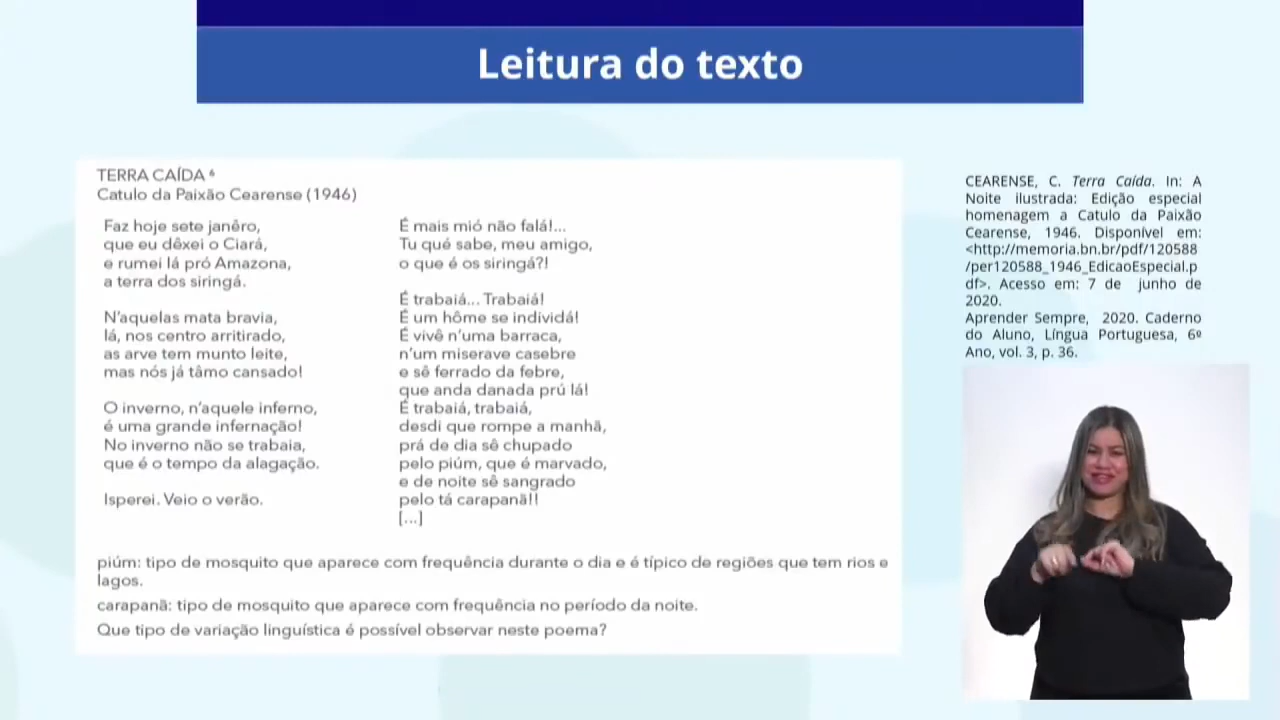 Leitura do texto
TERRA CAÍDA ⁶
Catulo da Paixão Cearense (1946)
Faz hoje sete janêro,
que eu dêxei o Ciará,
e rumei lá pró Amazona,
a terra dos siringá.
N'aquelas mata bravia,
lá, nos centro arritirado,
as arve tem munto leite,
mas nós já tâmo cansado!
O inverno, n'aquele inferno,
é uma grande infernação!
No inverno não se trabaia,
que é o tempo da alagação.
Isperei. Veio o verão.
É mais mió não falá!...
Tu qué sabe, meu amigo,
o que é os siringá?!
É trabaiá... Trabaiá!
É um hôme se individá!
É vivê n'uma barraca,
n'um miserave casebre
e sê ferrado da febre,
que anda danada prú lá!
É trabaiá, trabaiá,
desdi que rompe a manhã,
prá de dia sê chupado
pelo piúm, que é marvado,
e de noite sê sangrado
pelo tá carapanã!!
[...]
piúm: tipo de mosquito que aparece com frequência durante o dia e é típico de regiões que tem rios e
lagos.
carapanã: tipo de mosquito que aparece com frequência no período da noite.
Que tipo de variação linguística é possível observar neste poema?
CEARENSE, C. Terra Caída. In: A
Noite ilustrada: Edição especial
homenagem a Catulo da Paixão
Cearense, 1946. Disponível em:
<http://memoria.bn.br/pdf/120588
/per120588_1946_EdicaoEspecial.p
df>. Acesso em: 7 de junho de
2020.
Aprender Sempre, 2020. Caderno
do Aluno, Língua Portuguesa, 6º
Ano, vol. 3, p. 36.